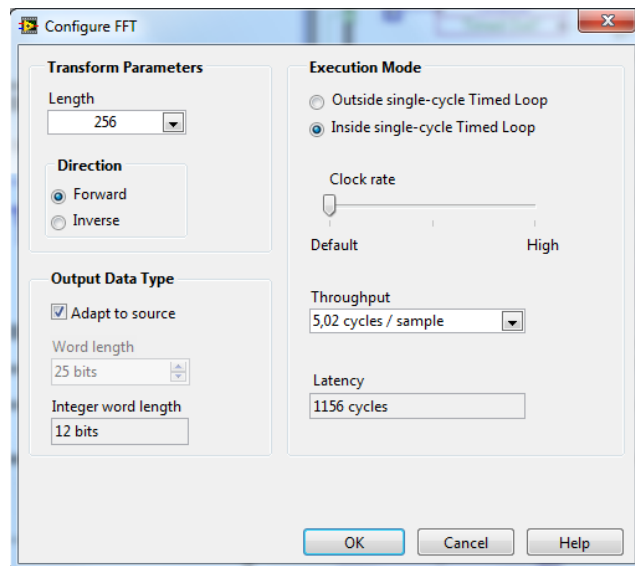 Configure FFT
Transform Parameters
Length
256
Direction
Forward
Inverse
Output Data Type
Adapt to source
Word length
25 bits
Integer word length
12 bits
Execution Mode
Outside single-cycle Timed Loop
Inside single-cycle Timed Loop
Clock rate
Default High
Throughput
5,02 cycles / sample
Latency
1156 cycles
OK Cancel Help